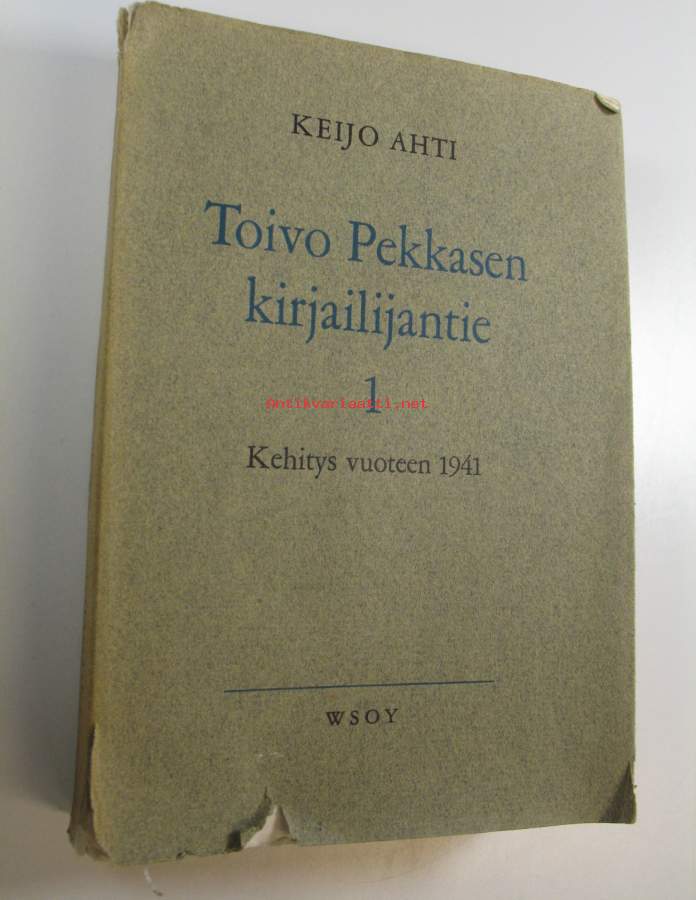 KEIJO AHTI
Toivo Pekkasen
kirjailijantie
1
Antikvariaatti.net
Kehitys vuoteen 1941
WSOY